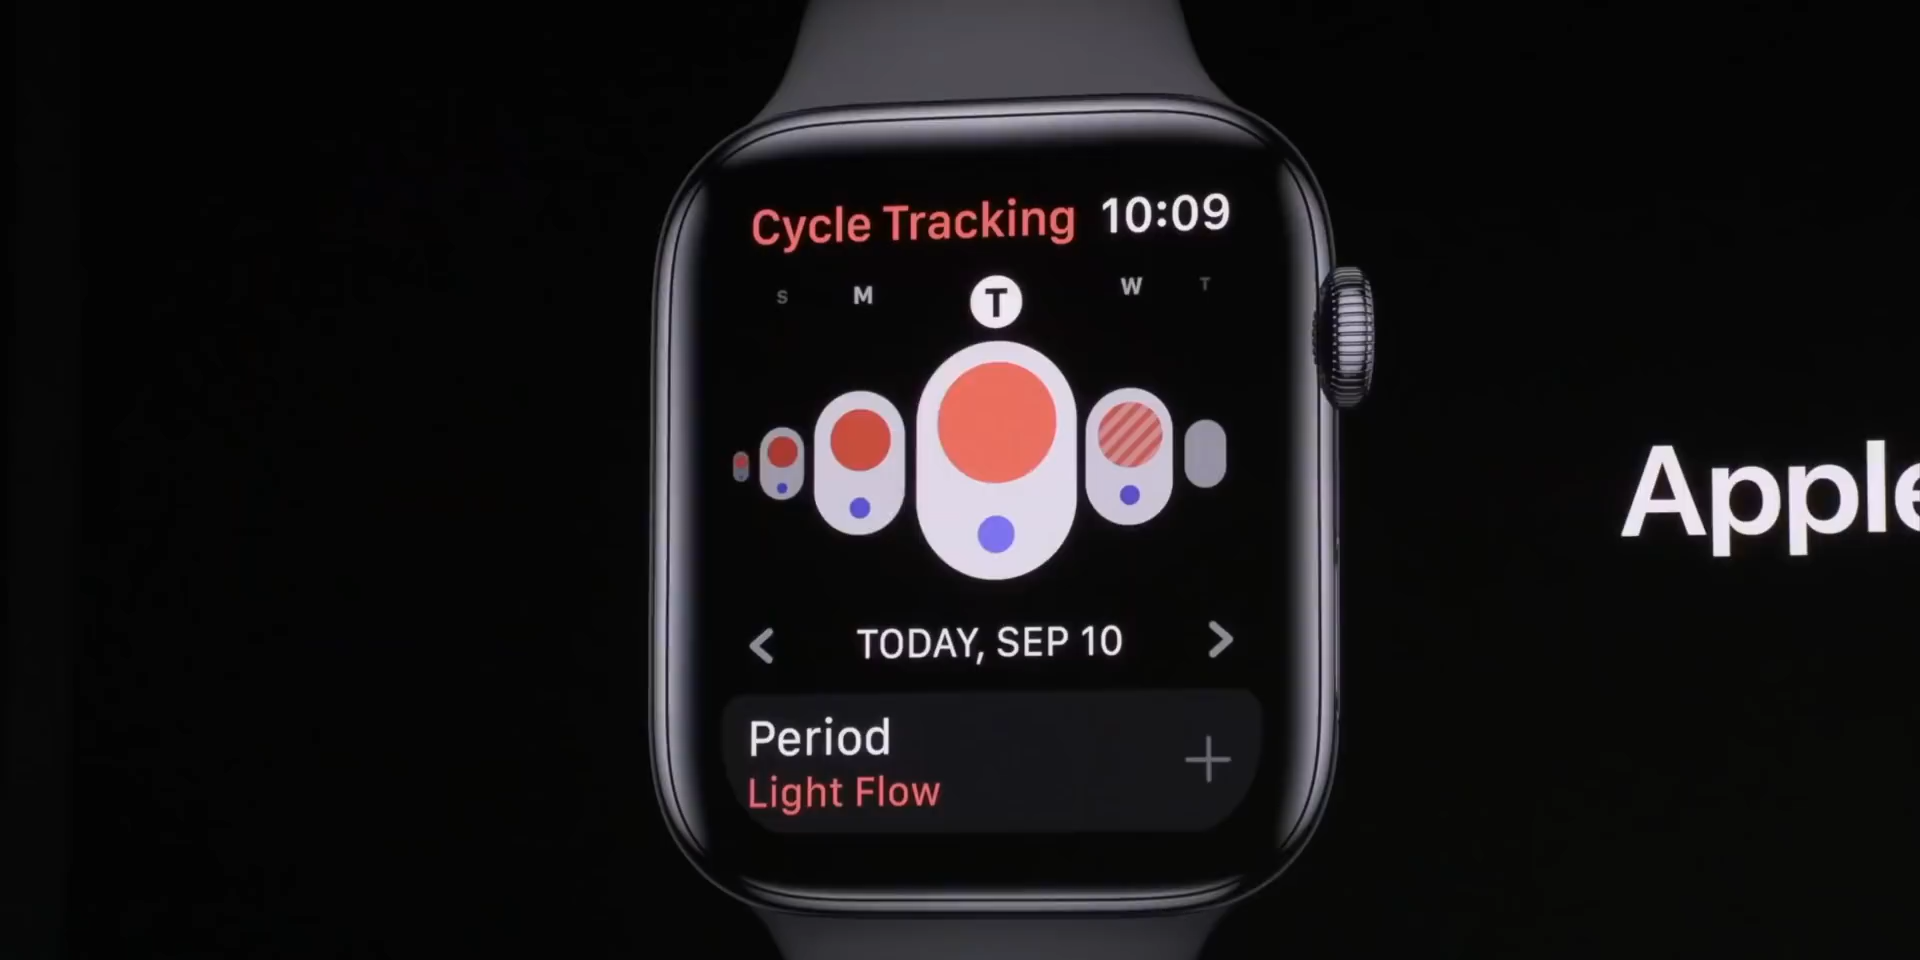 Cycle Tracking 10:09
S M T W T
TODAY, SEP 10
Period
Light Flow
Apple